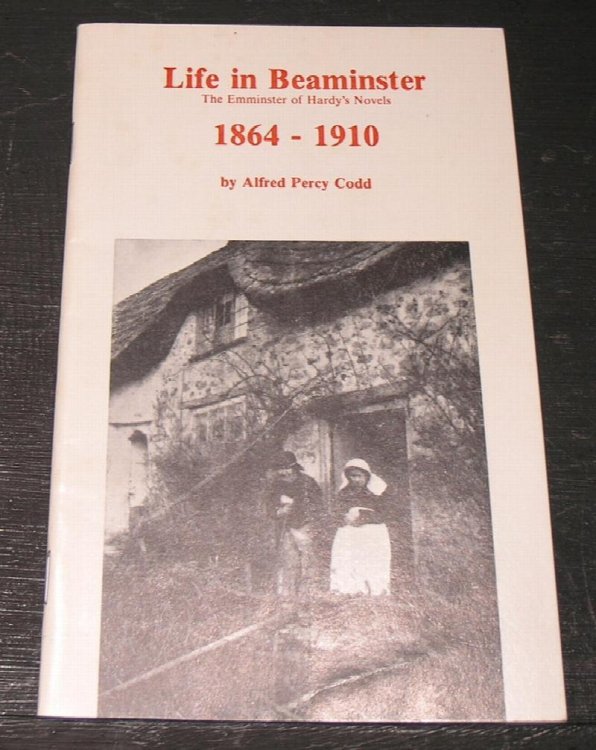 Life in Beaminster
The Emminster of Hardy's Novels
1864 - 1910
by Alfred Percy Codd